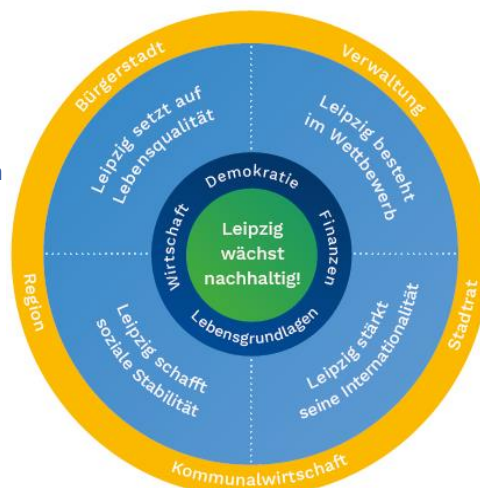 Bürgerstadt
Verwaltung
Leipzig setzt auf
Lebensqualität
Leipzig besteht
im Wettbewerb
Demokratie
Wirtschaft
Finanzen
Leipzig
wächst
nachhaltig!
Lebensgrundlagen
Region
Stadtrat
Leipzig schafft
soziale Stabilität
Leipzig stärkt
seine Internationalität
Kommunalwirtschaft